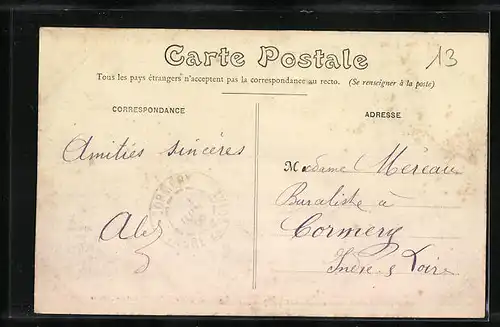 Carte Postale
13
Tous les pays étrangers n'acceptent pas la correspondance au recto. (Se renseigner à la poste)
CORRESPONDANCE
ADRESSE
Amitiés sincères
Madame Méreau
Buraliste à
Cormery
Indre & Loire